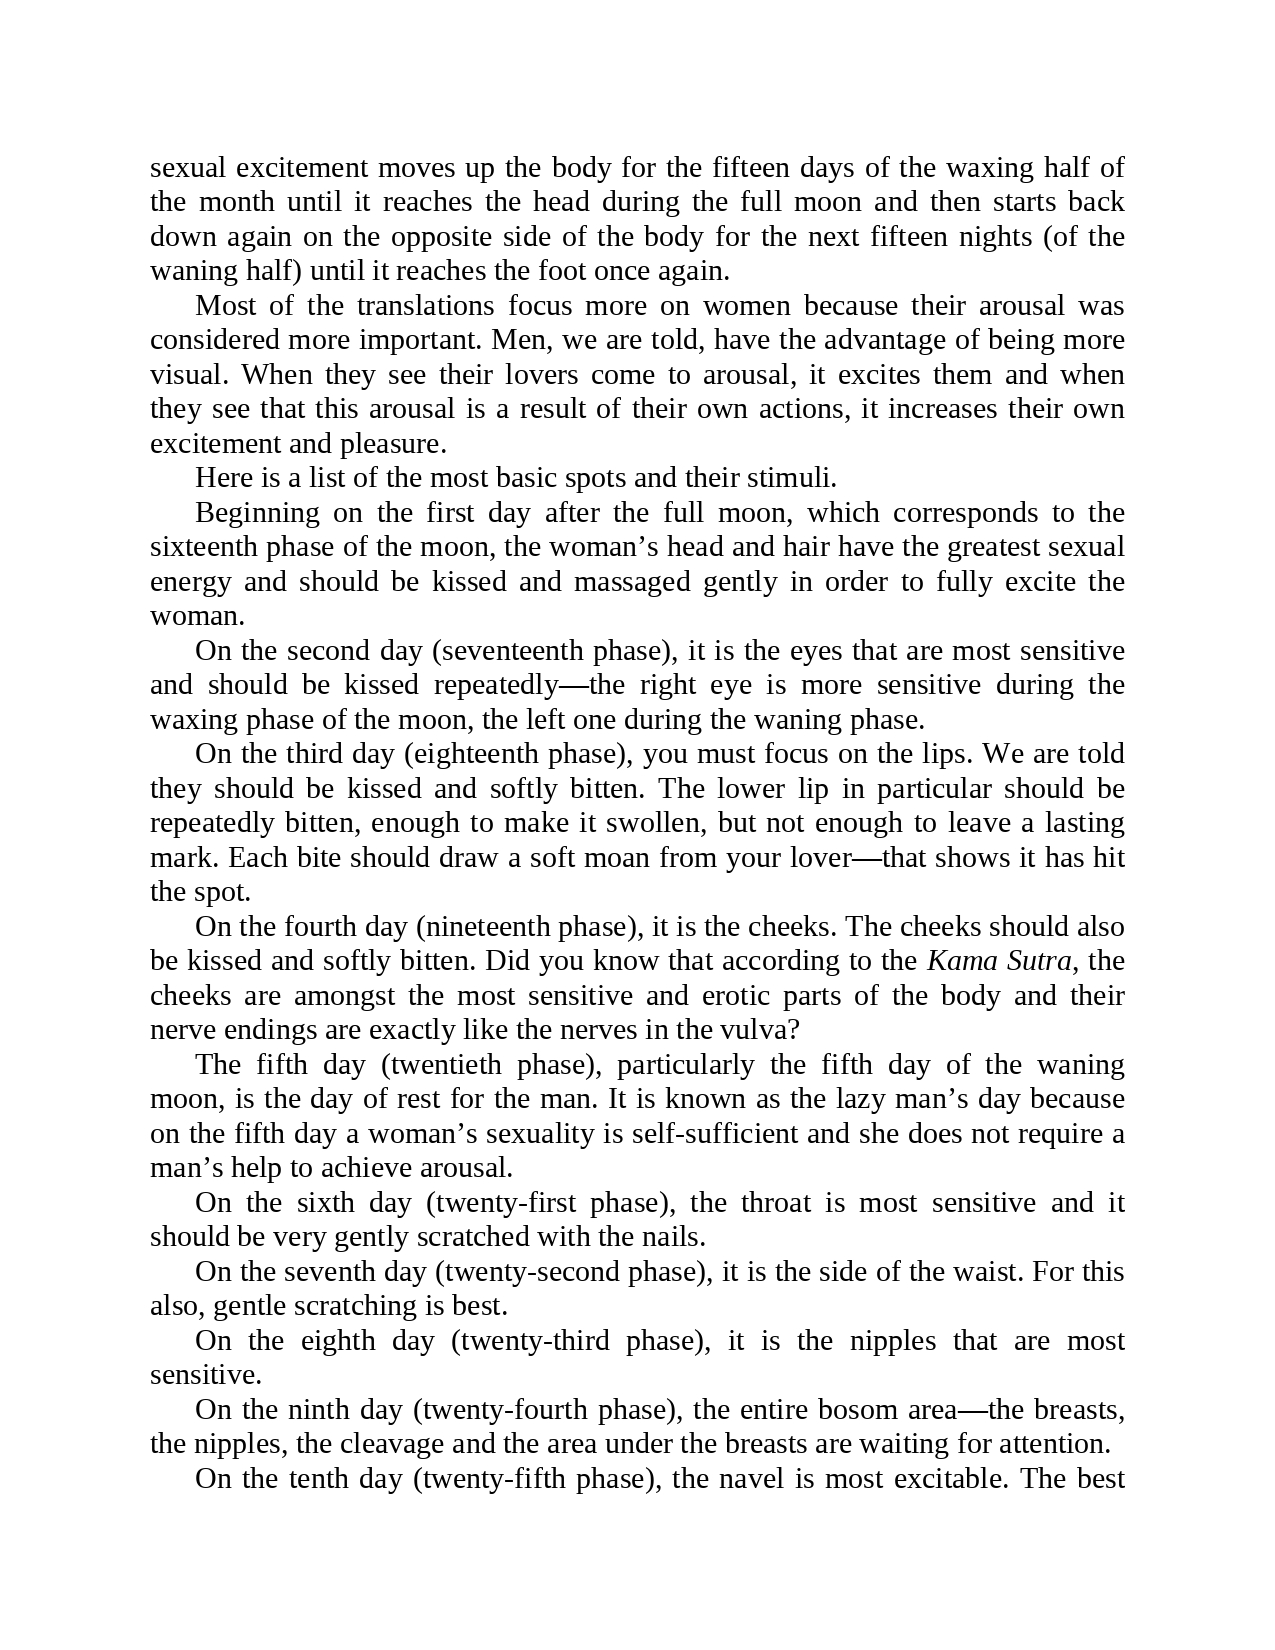 sexual excitement moves up the body for the fifteen days of the waxing half of
the month until it reaches the head during the full moon and then starts back
down again on the opposite side of the body for the next fifteen nights (of the
waning half) until it reaches the foot once again.
Most of the translations focus more on women because their arousal was
considered more important. Men, we are told, have the advantage of being more
visual. When they see their lovers come to arousal, it excites them and when
they see that this arousal is a result of their own actions, it increases their own
excitement and pleasure.
Here is a list of the most basic spots and their stimuli.
Beginning on the first day after the full moon, which corresponds to the
sixteenth phase of the moon, the woman’s head and hair have the greatest sexual
energy and should be kissed and massaged gently in order to fully excite the
woman.
On the second day (seventeenth phase), it is the eyes that are most sensitive
and should be kissed repeatedly—the right eye is more sensitive during the
waxing phase of the moon, the left one during the waning phase.
On the third day (eighteenth phase), you must focus on the lips. We are told
they should be kissed and softly bitten. The lower lip in particular should be
repeatedly bitten, enough to make it swollen, but not enough to leave a lasting
mark. Each bite should draw a soft moan from your lover—that shows it has hit
the spot.
On the fourth day (nineteenth phase), it is the cheeks. The cheeks should also
be kissed and softly bitten. Did you know that according to the Kama Sutra, the
cheeks are amongst the most sensitive and erotic parts of the body and their
nerve endings are exactly like the nerves in the vulva?
The fifth day (twentieth phase), particularly the fifth day of the waning
moon, is the day of rest for the man. It is known as the lazy man’s day because
on the fifth day a woman’s sexuality is self-sufficient and she does not require a
man’s help to achieve arousal.
On the sixth day (twenty-first phase), the throat is most sensitive and it
should be very gently scratched with the nails.
On the seventh day (twenty-second phase), it is the side of the waist. For this
also, gentle scratching is best.
On the eighth day (twenty-third phase), it is the nipples that are most
sensitive.
On the ninth day (twenty-fourth phase), the entire bosom area—the breasts,
the nipples, the cleavage and the area under the breasts are waiting for attention.
On the tenth day (twenty-fifth phase), the navel is most excitable. The best